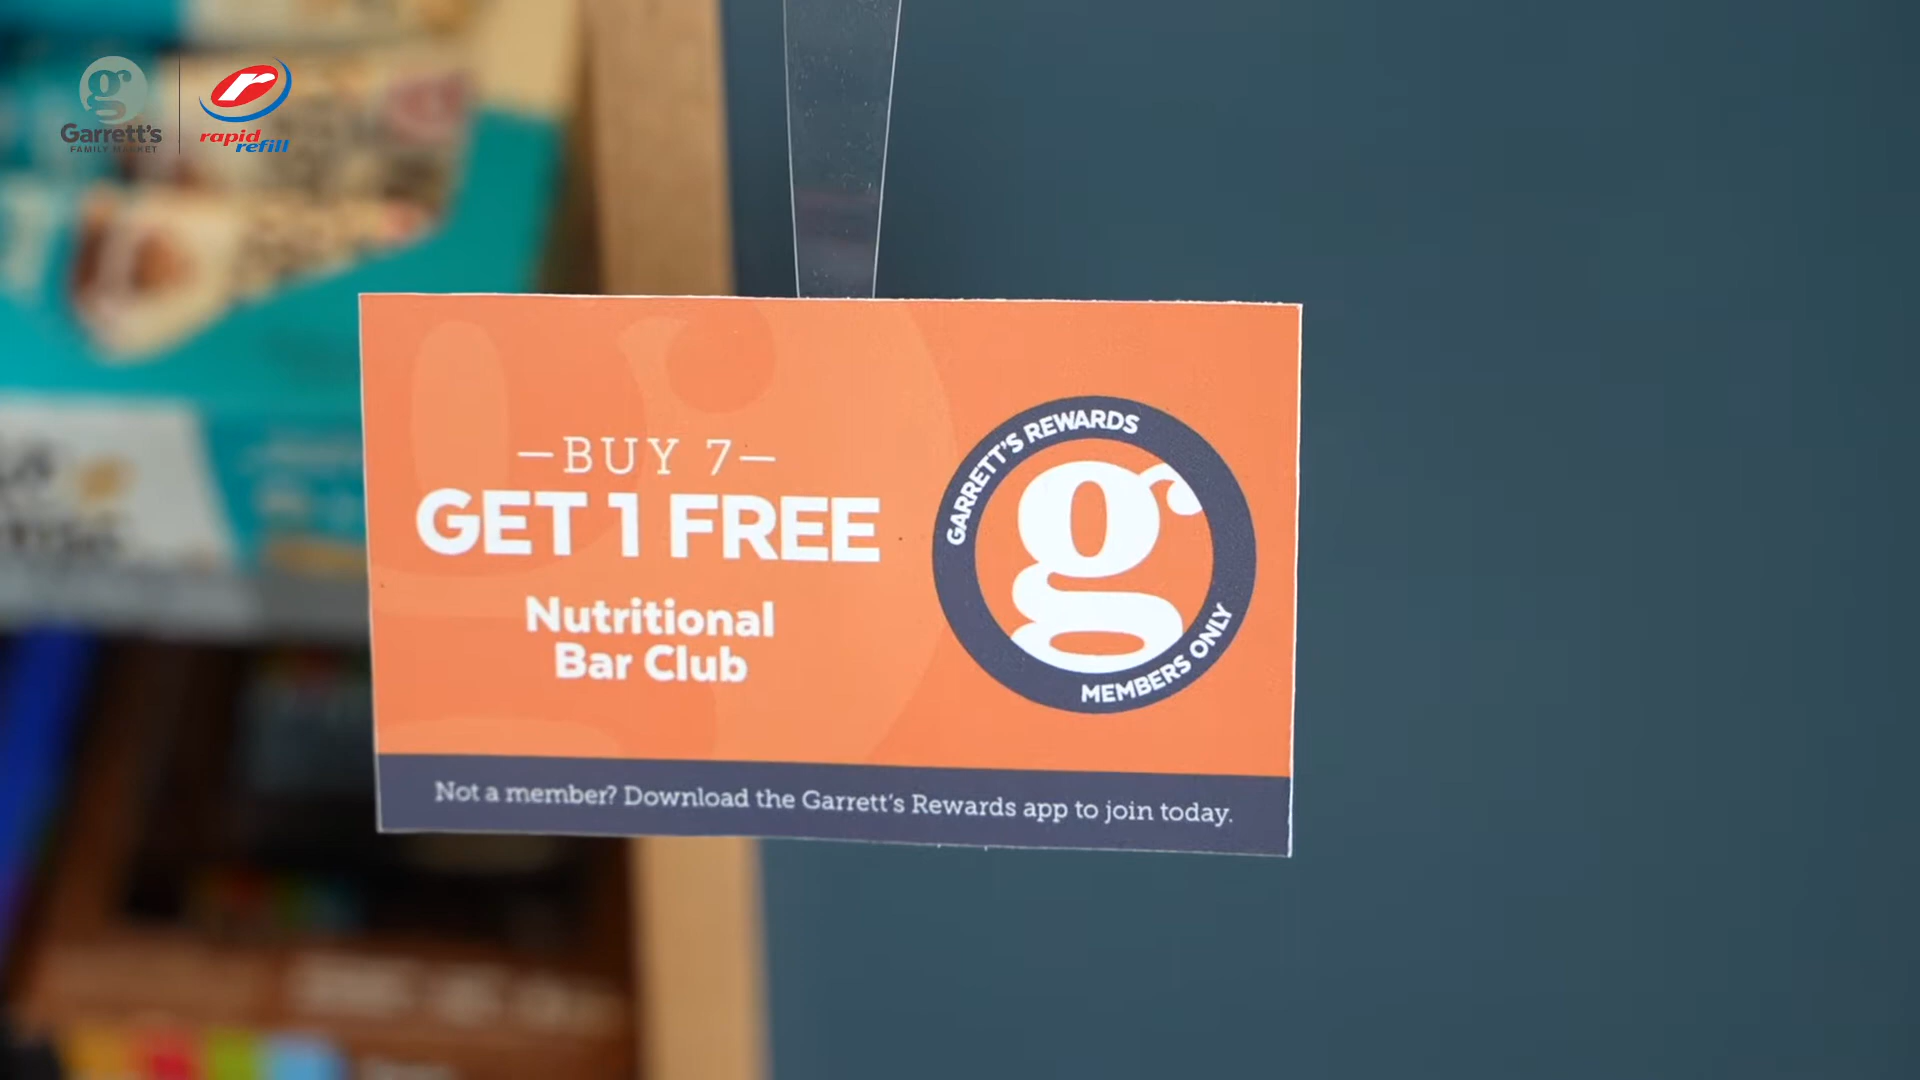 Garrett's
FAMILY MARKET
rapid
refill
—BUY 7—
GET 1 FREE
Nutritional
Bar Club
GARRETT'S REWARDS
g
MEMBERS ONLY
Not a member? Download the Garrett's Rewards app to join today.